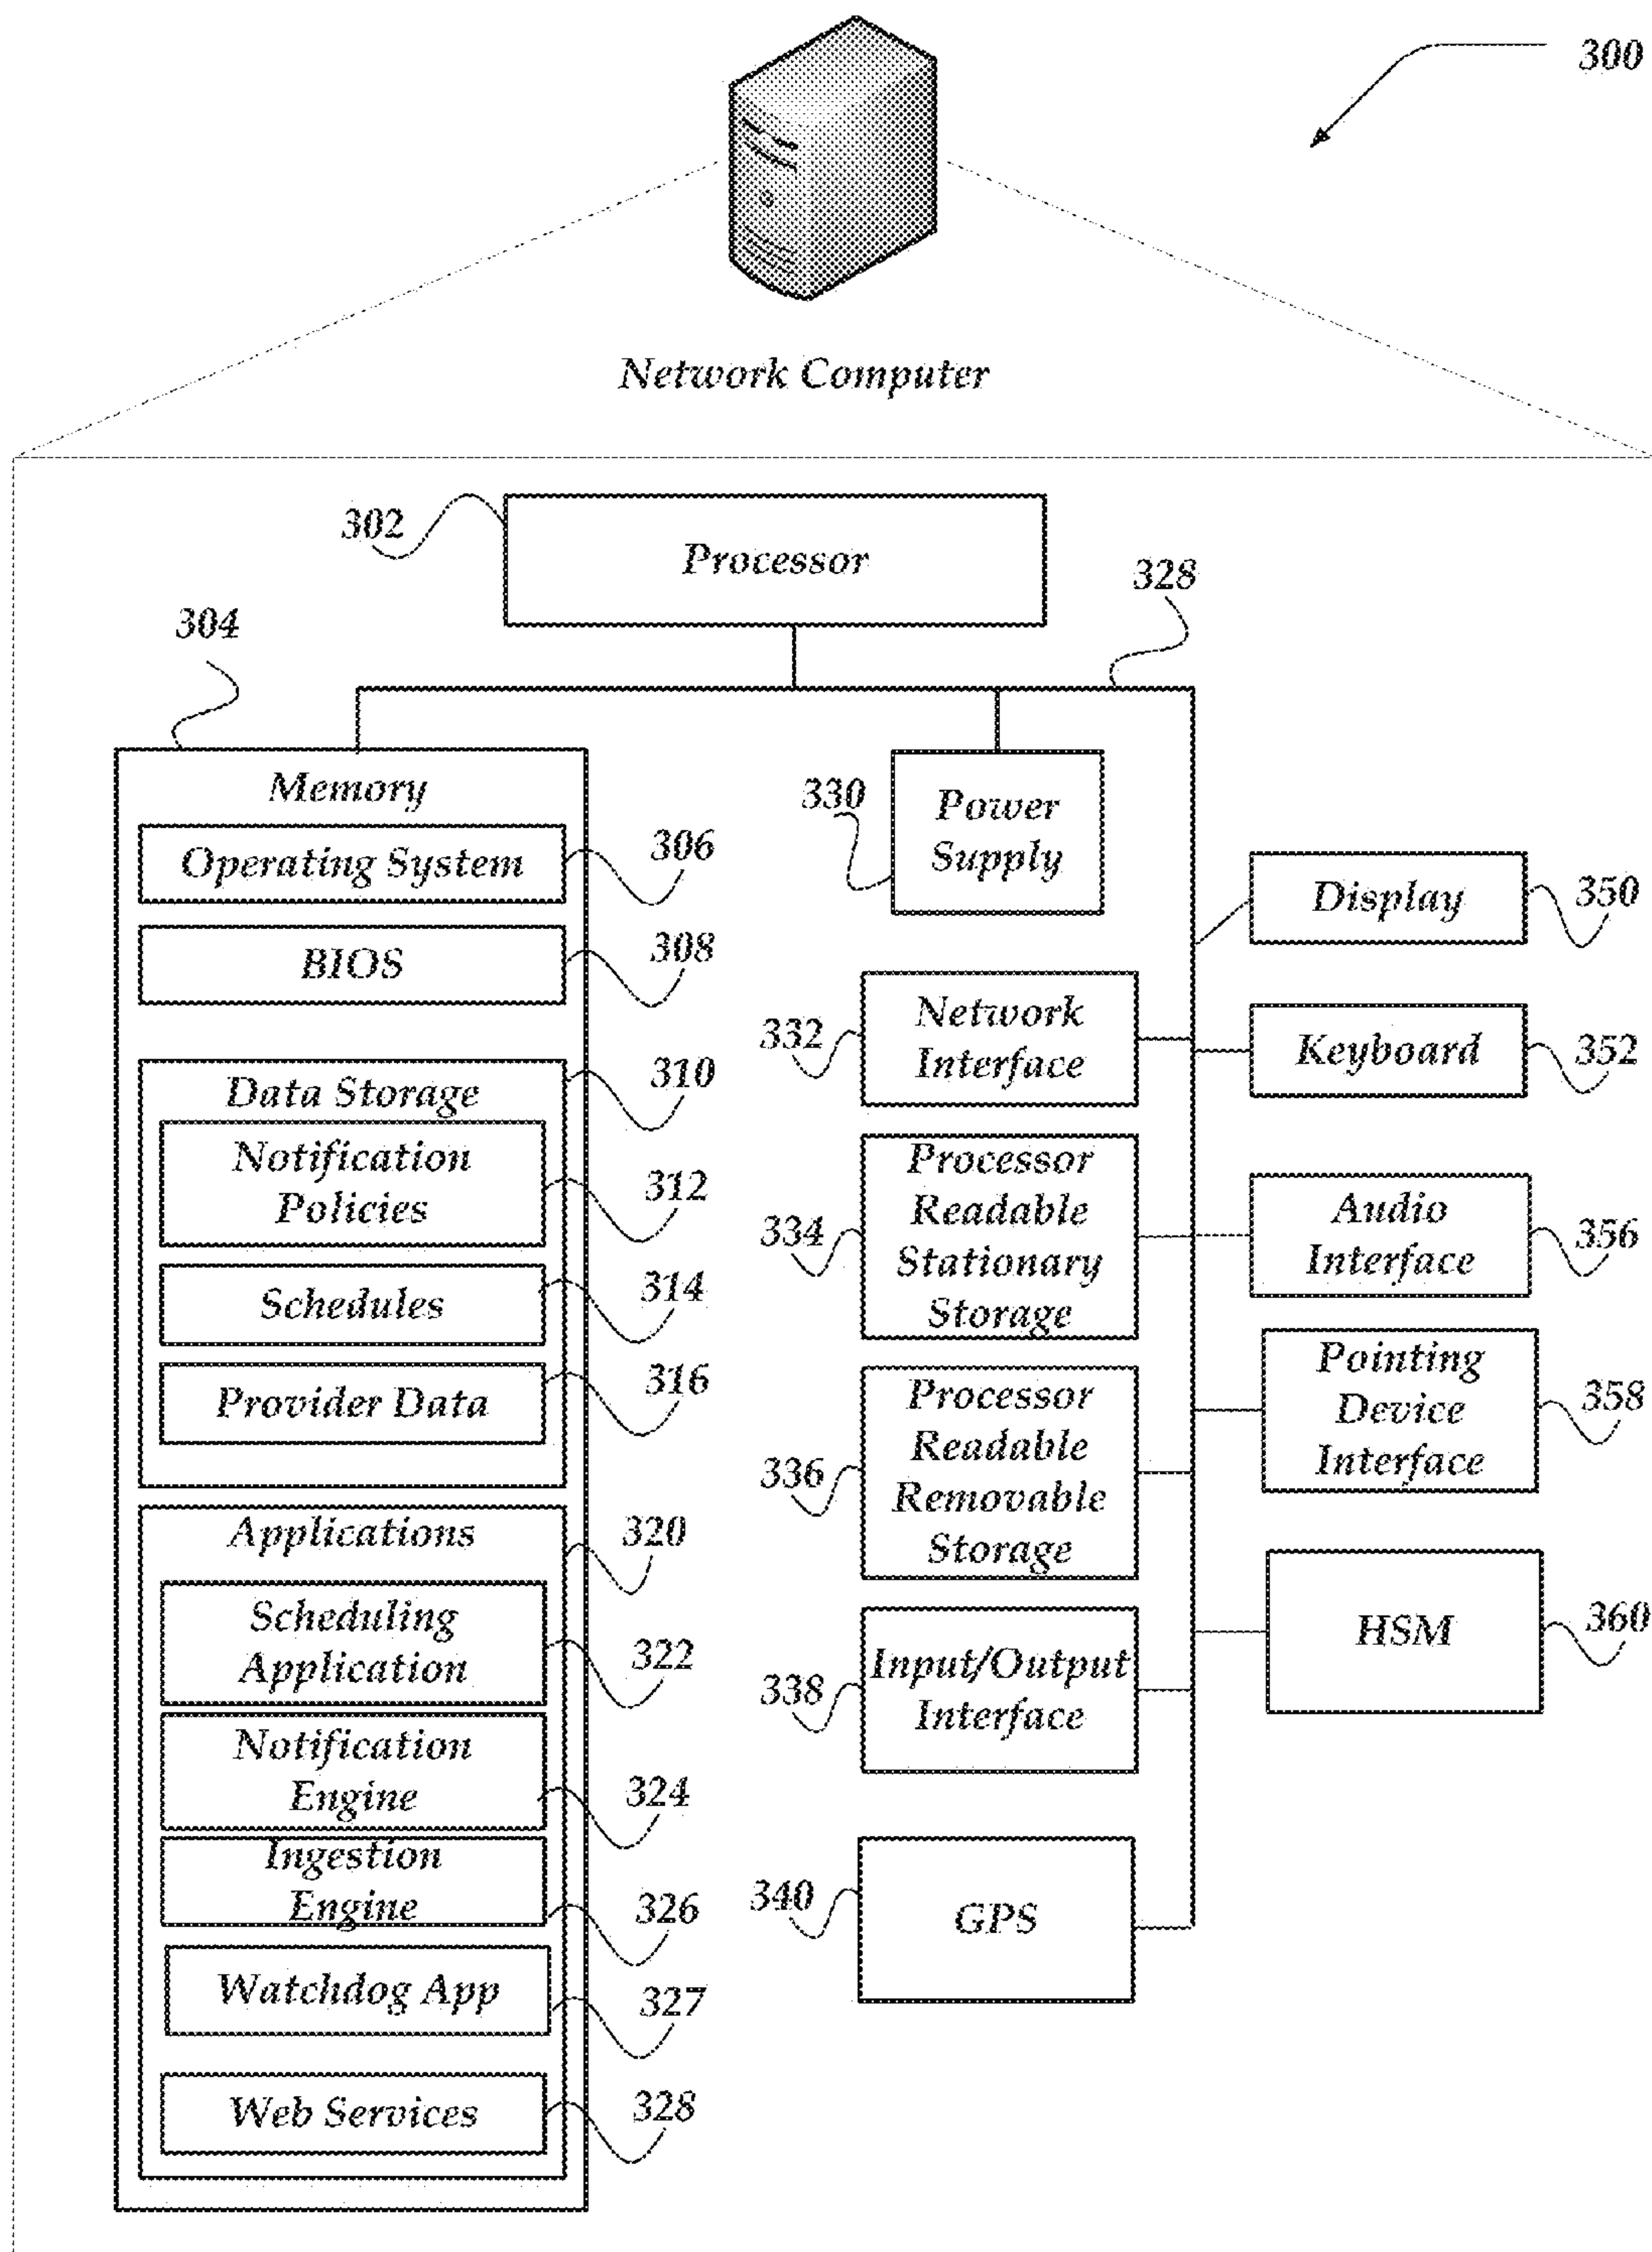 300
Network Computer
302
Processor
328
304
Memory
Operating System
306
BIOS
308
Data Storage
310
Notification
Policies
312
Schedules
314
Provider Data
316
Applications
320
Scheduling
Application
322
Notification
Engine
324
Ingestion
Engine
326
Watchdog App
327
Web Services
328
330
Power
Supply
332
Network
Interface
334
Processor
Readable
Stationary
Storage
336
Processor
Readable
Removable
Storage
338
Input/Output
Interface
340
GPS
Display
350
Keyboard
352
Audio
Interface
356
Pointing
Device
Interface
358
HSM
360